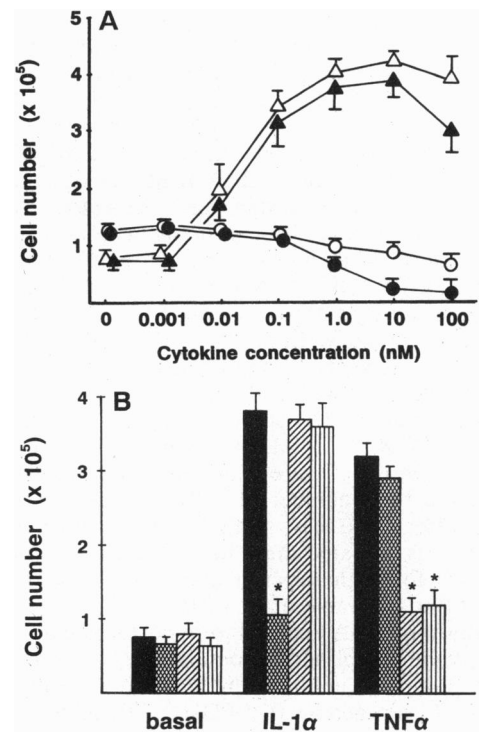 A
Cell number (x 10⁵)
5
4
3
2
1
0 0.001 0.01 0.1 1.0 10 100
Cytokine concentration (nM)
B
Cell number (x 10⁵)
4
3
2
1
*
* *
basal IL-1α TNFα